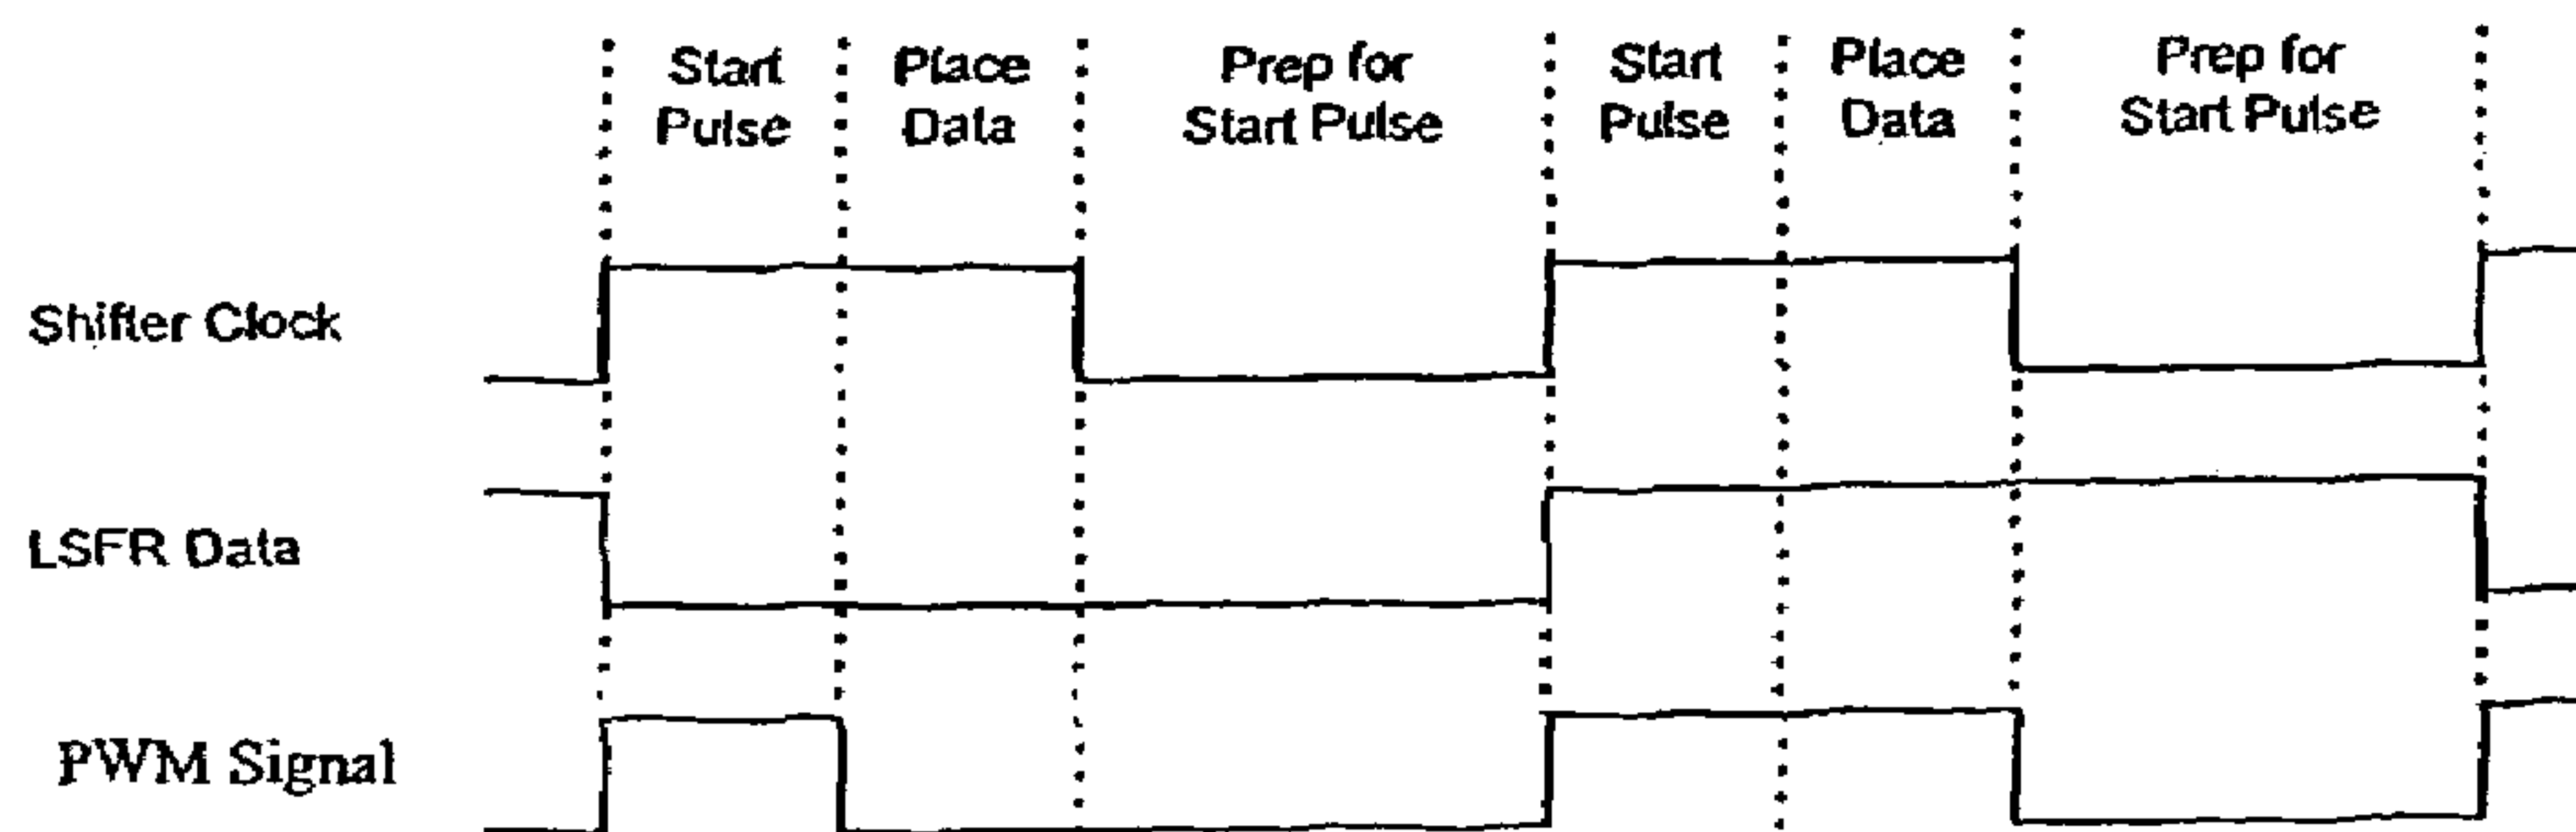 Start Place Prep for Start Place Prep for
Pulse Data Start Pulse Pulse Data Start Pulse
Shifter Clock
LSFR Data
PWM Signal